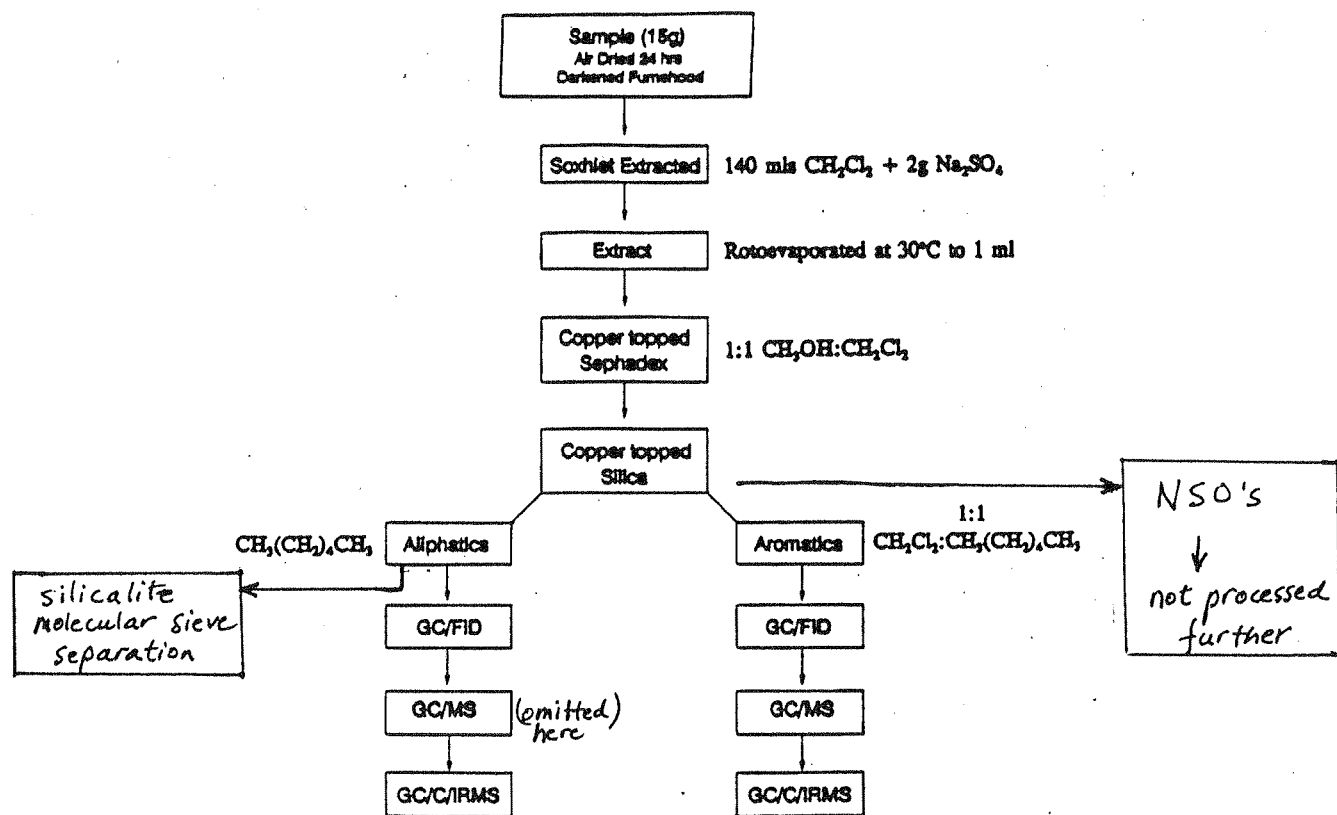 Sample (15g)
Air Dried 24 hrs
Darkened Fumehood
Soxhlet Extracted
140 mls CH₂Cl₂ + 2g Na₂SO₄
Extract
Rotoevaporated at 30°C to 1 ml
Copper topped
Sephadex
1:1 CH₃OH:CH₂Cl₂
Copper topped
Silica
NSO's
not processed
further
CH₃(CH₂)₄CH₃
Aliphatics
Aromatics
1:1
CH₂Cl₂:CH₃(CH₂)₄CH₃
silicalite
molecular sieve
separation
GC/FID
GC/FID
GC/MS
(omitted)
here
GC/MS
GC/C/IRMS
GC/C/IRMS